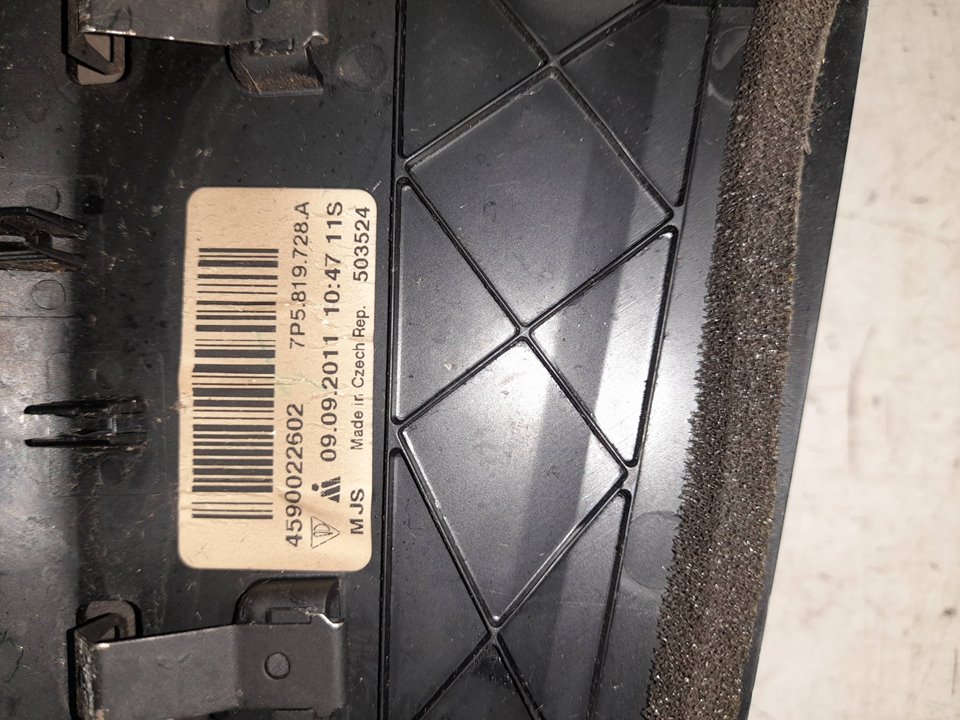 4590022602 7P5.819.728.A
09.09.2011 10:47 11S
MJS Made in Czech Rep. 503524